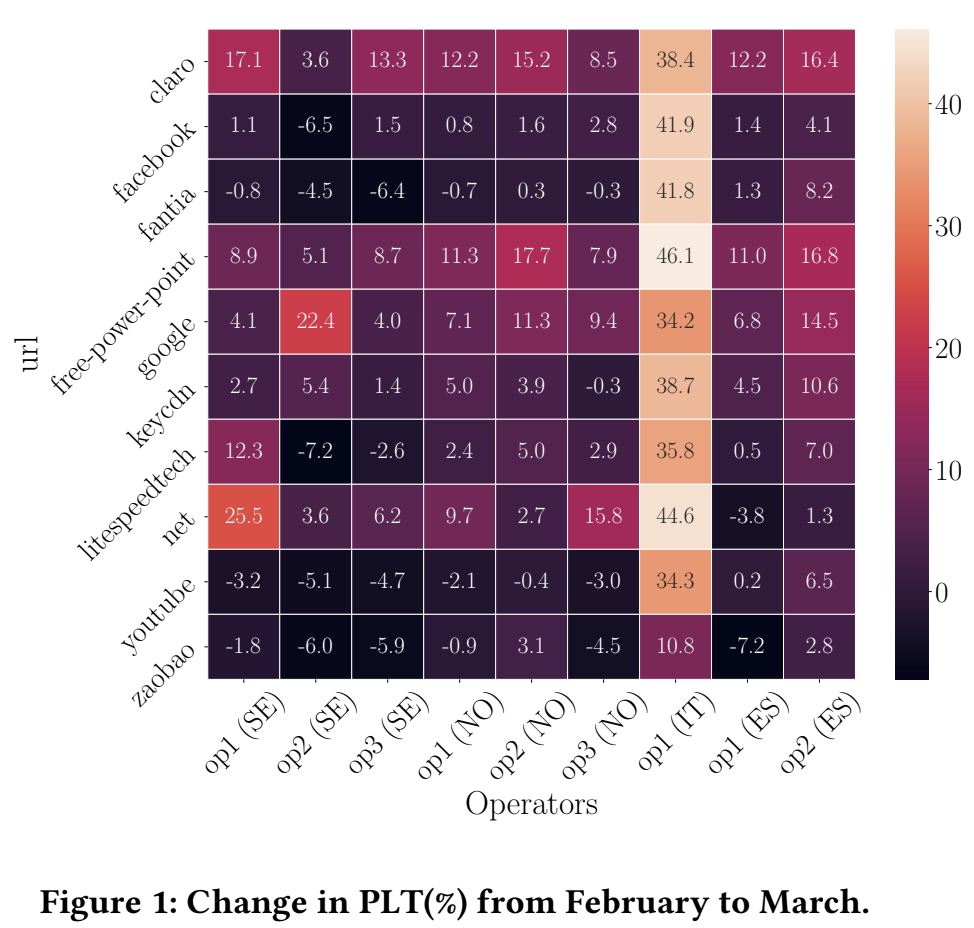 claro 17.1 3.6 13.3 12.2 15.2 8.5 38.4 12.2 16.4
facebook 1.1 -6.5 1.5 0.8 1.6 2.8 41.9 1.4 4.1
fantia -0.8 -4.5 -6.4 -0.7 0.3 -0.3 41.8 1.3 8.2
free-power-point 8.9 5.1 8.7 11.3 17.7 7.9 46.1 11.0 16.8
google 4.1 22.4 4.0 7.1 11.3 9.4 34.2 6.8 14.5
keycdn 2.7 5.4 1.4 5.0 3.9 -0.3 38.7 4.5 10.6
litespeedtech 12.3 -7.2 -2.6 2.4 5.0 2.9 35.8 0.5 7.0
net 25.5 3.6 6.2 9.7 2.7 15.8 44.6 -3.8 1.3
youtube -3.2 -5.1 -4.7 -2.1 -0.4 -3.0 34.3 0.2 6.5
zaobao -1.8 -6.0 -5.9 -0.9 3.1 -4.5 10.8 -7.2 2.8
url
op1 (SE) op2 (SE) op3 (SE) op1 (NO) op2 (NO) op3 (NO) op1 (IT) op1 (ES) op2 (ES)
Operators
40
30
20
10
0
Figure 1: Change in PLT(%) from February to March.